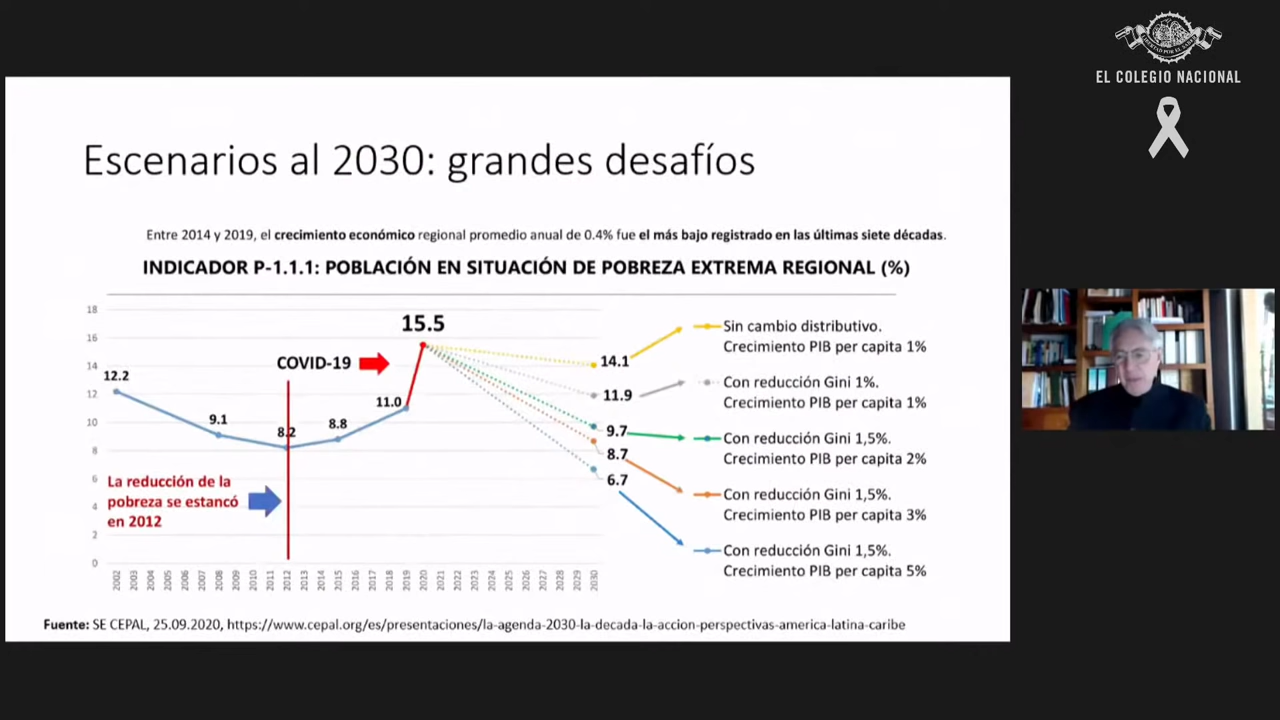 EL COLEGIO NACIONAL
Escenarios al 2030: grandes desafíos
Entre 2014 y 2019, el crecimiento económico regional promedio anual de 0.4% fue el más bajo registrado en las últimas siete décadas.
INDICADOR P-1.1.1: POBLACIÓN EN SITUACIÓN DE POBREZA EXTREMA REGIONAL (%)
18
16
14
12
10
8
6
4
2
0
12.2
9.1
8.2
8.8
11.0
15.5
COVID-19
La reducción de la
pobreza se estancó
en 2012
14.1
11.9
9.7
8.7
6.7
Sin cambio distributivo.
Crecimiento PIB per capita 1%
Con reducción Gini 1%.
Crecimiento PIB per capita 1%
Con reducción Gini 1,5%.
Crecimiento PIB per capita 2%
Con reducción Gini 1,5%.
Crecimiento PIB per capita 3%
Con reducción Gini 1,5%.
Crecimiento PIB per capita 5%
2002
2003
2004
2005
2006
2007
2008
2009
2010
2011
2012
2013
2014
2015
2016
2017
2018
2019
2020
2021
2022
2023
2024
2025
2026
2027
2028
2029
2030
Fuente: SE CEPAL, 25.09.2020, https://www.cepal.org/es/presentaciones/la-agenda-2030-la-decada-la-accion-perspectivas-america-latina-caribe